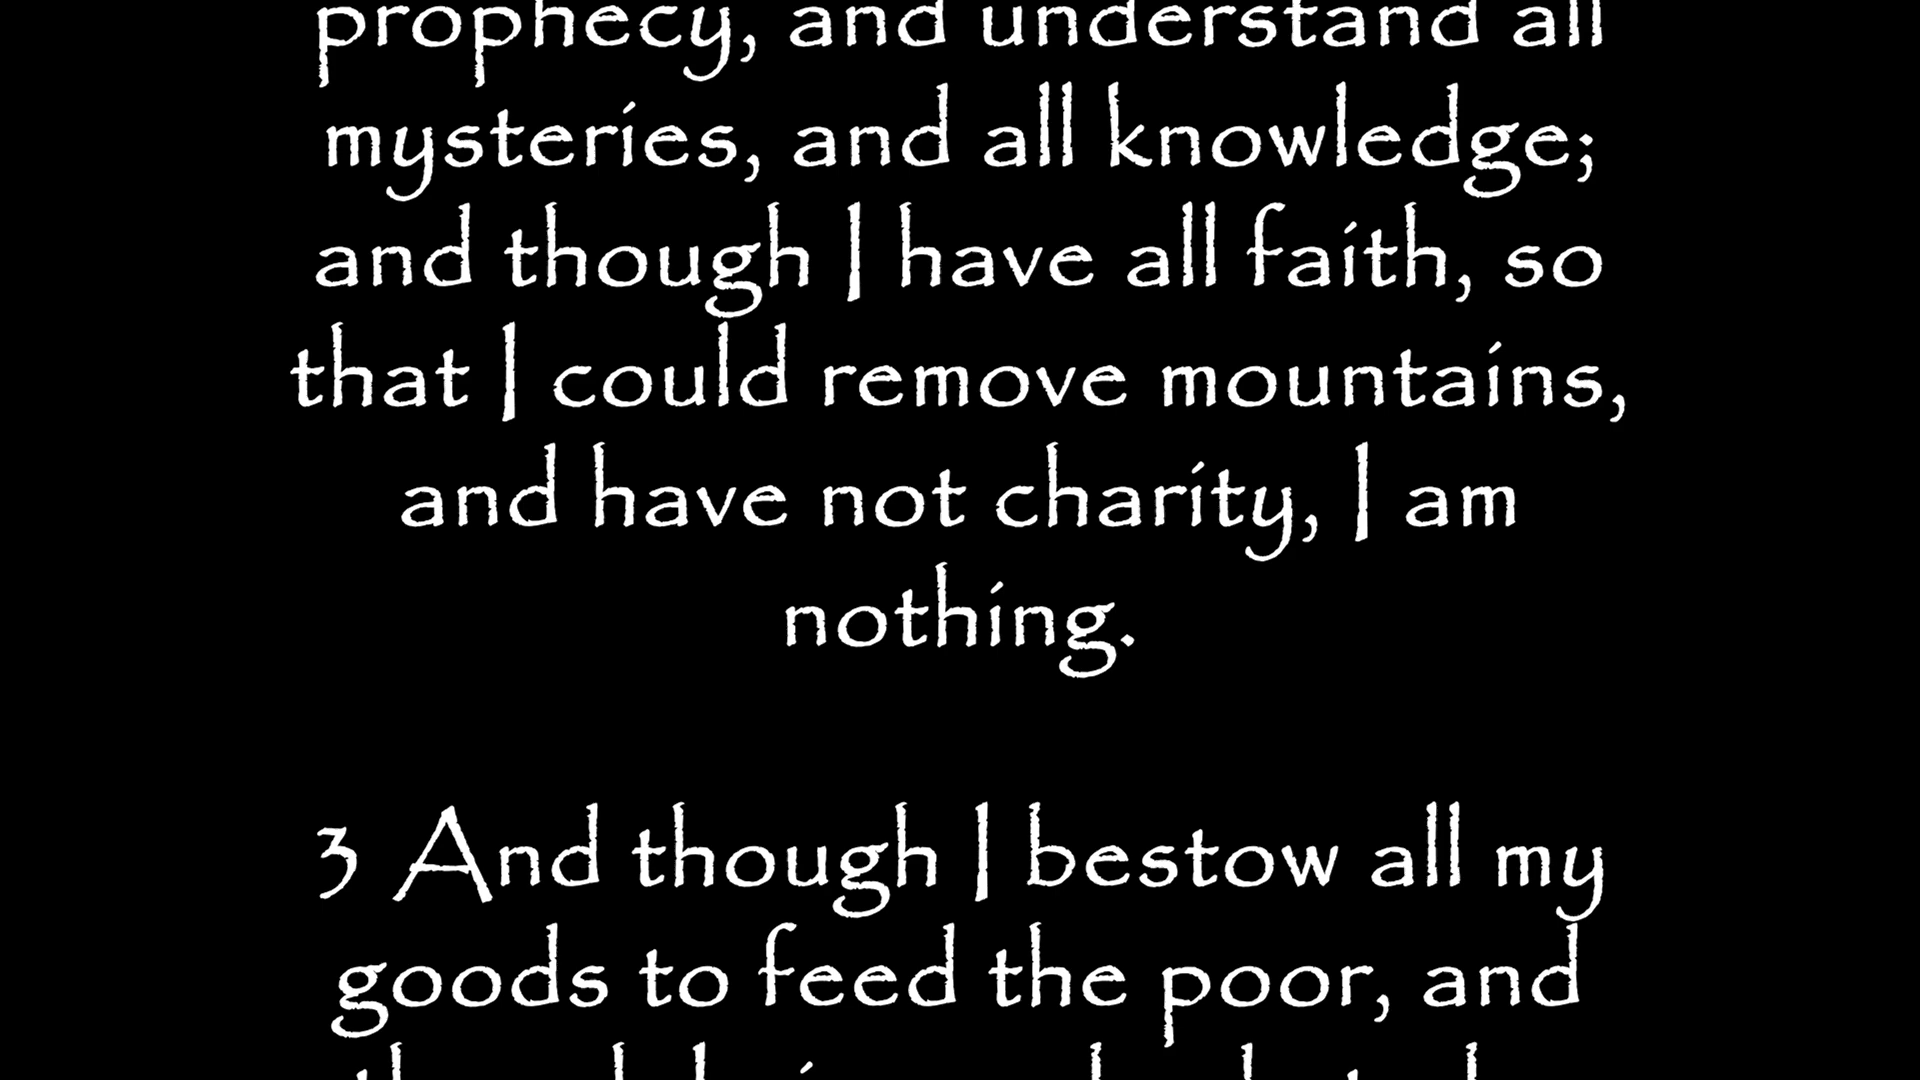 prophecy, and understand all
mysteries, and all knowledge;
and though I have all faith, so
that I could remove mountains,
and have not charity, I am
nothing.
3 And though I bestow all my
goods to feed the poor, and